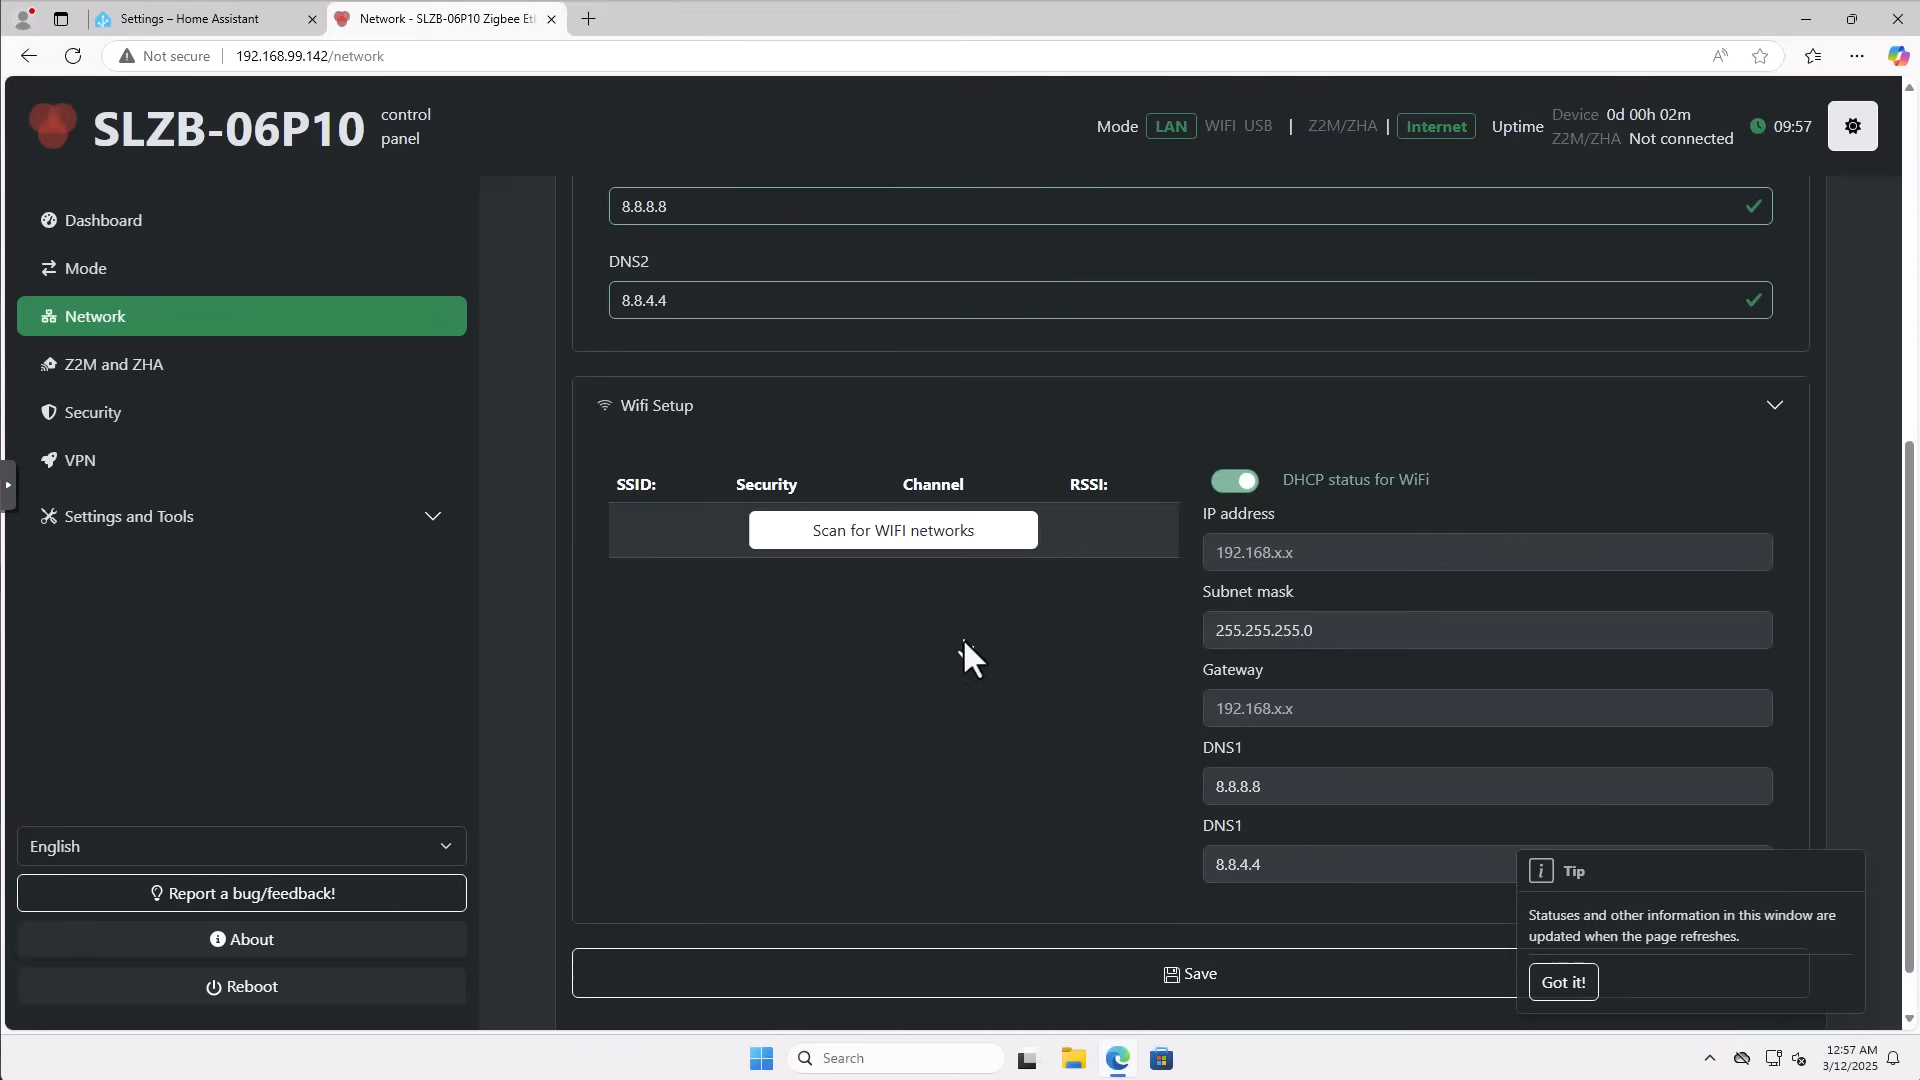 Settings – Home Assistant
Network - SLZB-06P10 Zigbee Eth
Not secure
192.168.99.142/network
SLZB-06P10
control
panel
Mode LAN WIFI USB | Z2M/ZHA | Internet
Uptime
Device 0d 00h 02m
Z2M/ZHA Not connected
09:57
Dashboard
Mode
Network
Z2M and ZHA
Security
VPN
Settings and Tools
English
Report a bug/feedback!
About
Reboot
8.8.8.8
DNS2
8.8.4.4
Wifi Setup
SSID: Security Channel RSSI:
Scan for WIFI networks
DHCP status for WiFi
IP address
192.168.x.x
Subnet mask
255.255.255.0
Gateway
192.168.x.x
DNS1
8.8.8.8
DNS1
8.8.4.4
Save
Tip
Statuses and other information in this window are
updated when the page refreshes.
Got it!
Search
12:57 AM
3/12/2025